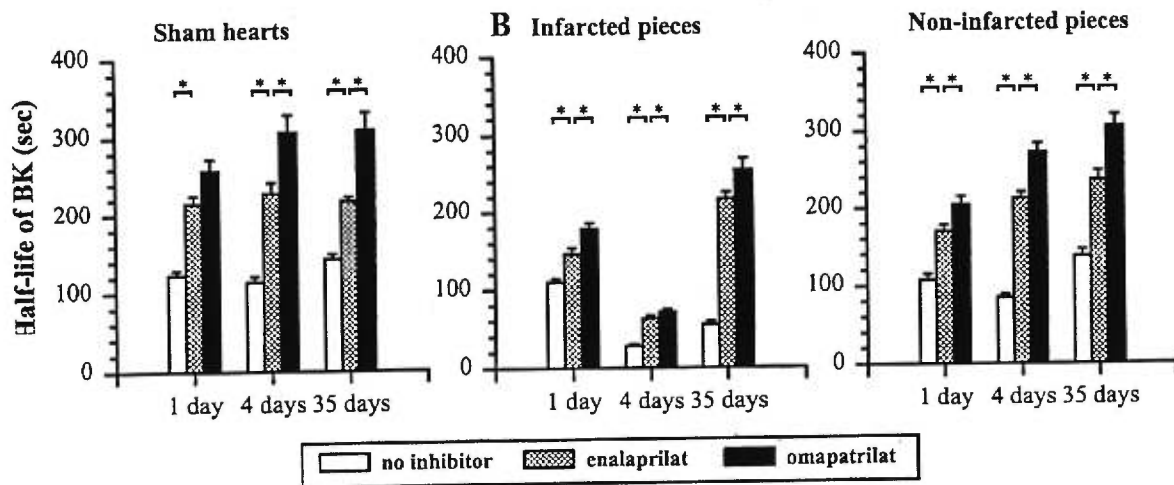 Sham hearts
B Infarcted pieces
Non-infarcted pieces
Half-life of BK (sec)
400
300
200
100
0
* * * * *
1 day 4 days 35 days
400
300
200
100
0
* * * * * *
1 day 4 days 35 days
400
300
200
100
0
* * * * * *
1 day 4 days 35 days
no inhibitor enalaprilat omapatrilat